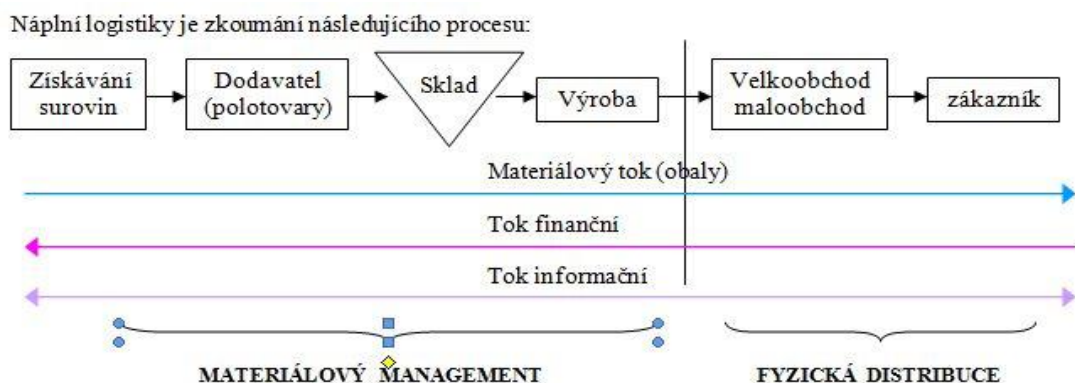 Náplní logistiky je zkoumání následujícího procesu:
Získávání
surovin
Dodavatel
(polotovary)
Sklad
Výroba
Velkoobchod
maloobchod
zákazník
Materiálový tok (obaly)
Tok finanční
Tok informační
MATERIÁLOVÝ MANAGEMENT
FYZICKÁ DISTRIBUCE